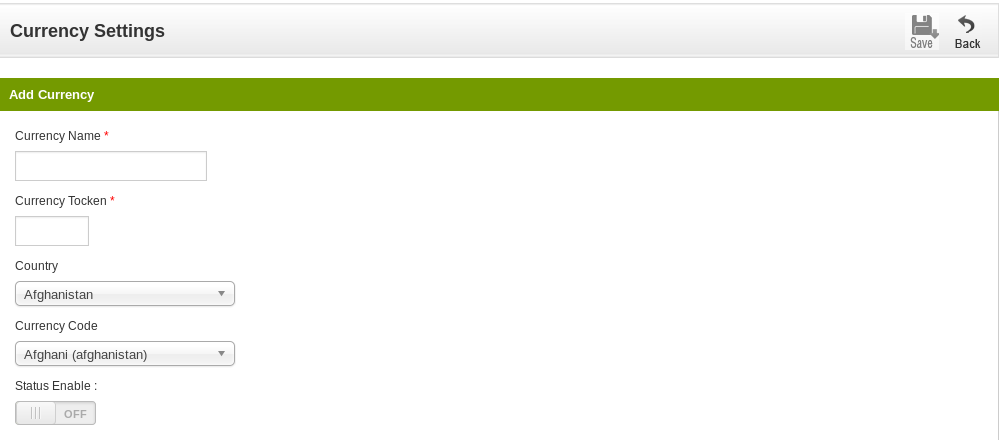 Currency Settings
Save
Back
Add Currency
Currency Name *
Currency Tocken *
Country
Afghanistan
Currency Code
Afghani (afghanistan)
Status Enable :
OFF